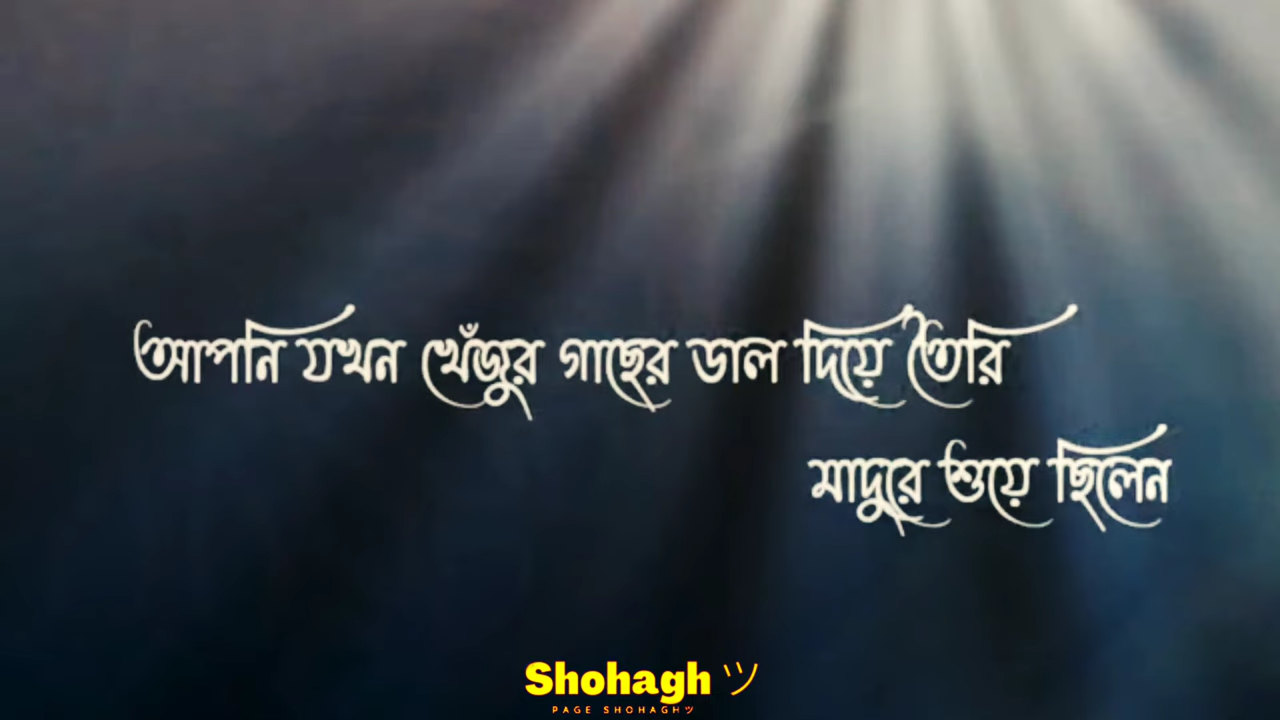 আপনি যখন খেঁজুর গাছের ডাল দিয়ে তৈরি
মাদুরে শুয়ে ছিলেন
Shohagh ツ
PAGE SHOHAGHツ